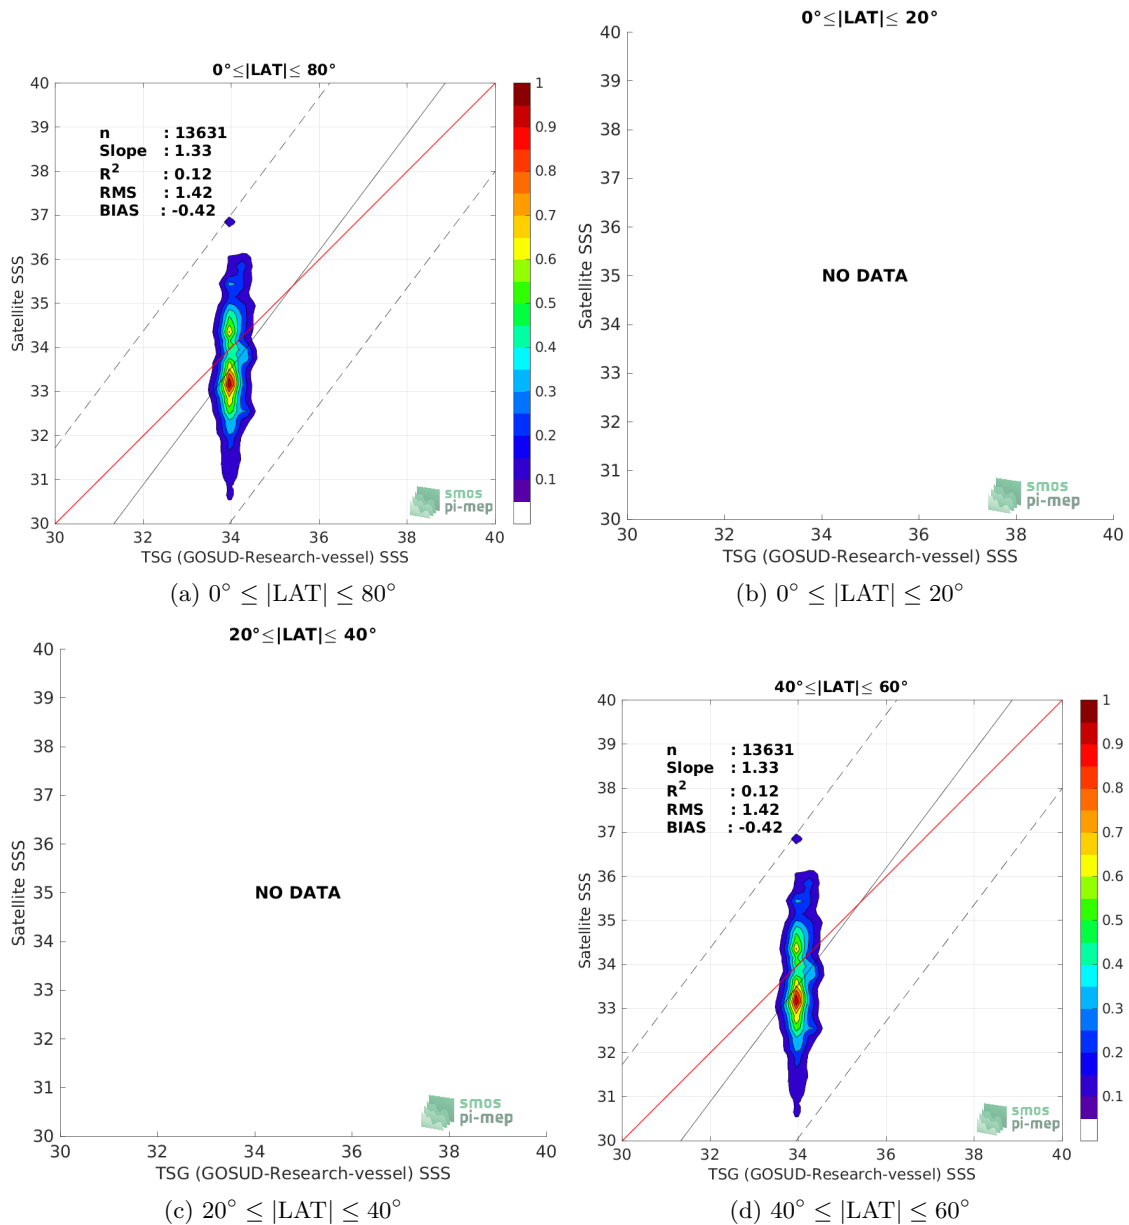 0°≤|LAT|≤ 80°
40
39
38
37
36
35
34
33
32
31
30
Satellite SSS
n : 13631
Slope : 1.33
R² : 0.12
RMS : 1.42
BIAS : -0.42
1
0.9
0.8
0.7
0.6
0.5
0.4
0.3
0.2
0.1
smos
pi-mep
30 32 34 36 38 40
TSG (GOSUD-Research-vessel) SSS
(a) 0° ≤ |LAT| ≤ 80°
0°≤|LAT|≤ 20°
40
39
38
37
36
35
34
33
32
31
30
Satellite SSS
NO DATA
smos
pi-mep
30 32 34 36 38 40
TSG (GOSUD-Research-vessel) SSS
(b) 0° ≤ |LAT| ≤ 20°
20°≤|LAT|≤ 40°
40
39
38
37
36
35
34
33
32
31
30
Satellite SSS
NO DATA
smos
pi-mep
30 32 34 36 38 40
TSG (GOSUD-Research-vessel) SSS
(c) 20° ≤ |LAT| ≤ 40°
40°≤|LAT|≤ 60°
40
39
38
37
36
35
34
33
32
31
30
Satellite SSS
n : 13631
Slope : 1.33
R² : 0.12
RMS : 1.42
BIAS : -0.42
1
0.9
0.8
0.7
0.6
0.5
0.4
0.3
0.2
0.1
smos
pi-mep
30 32 34 36 38 40
TSG (GOSUD-Research-vessel) SSS
(d) 40° ≤ |LAT| ≤ 60°